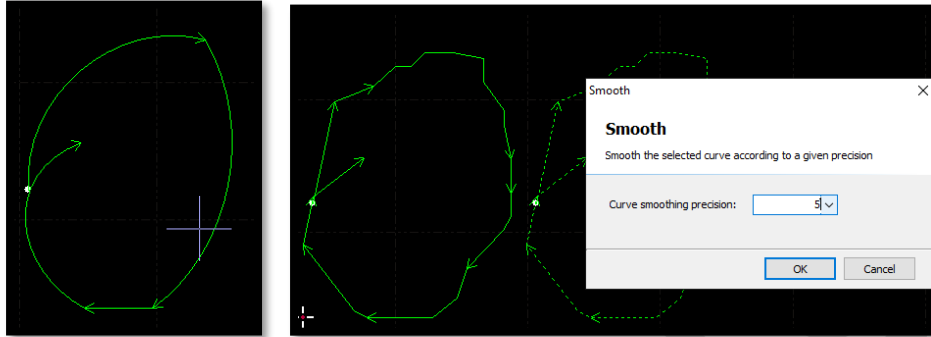 Smooth
Smooth
Smooth the selected curve according to a given precision
Curve smoothing precision: 5
OK Cancel